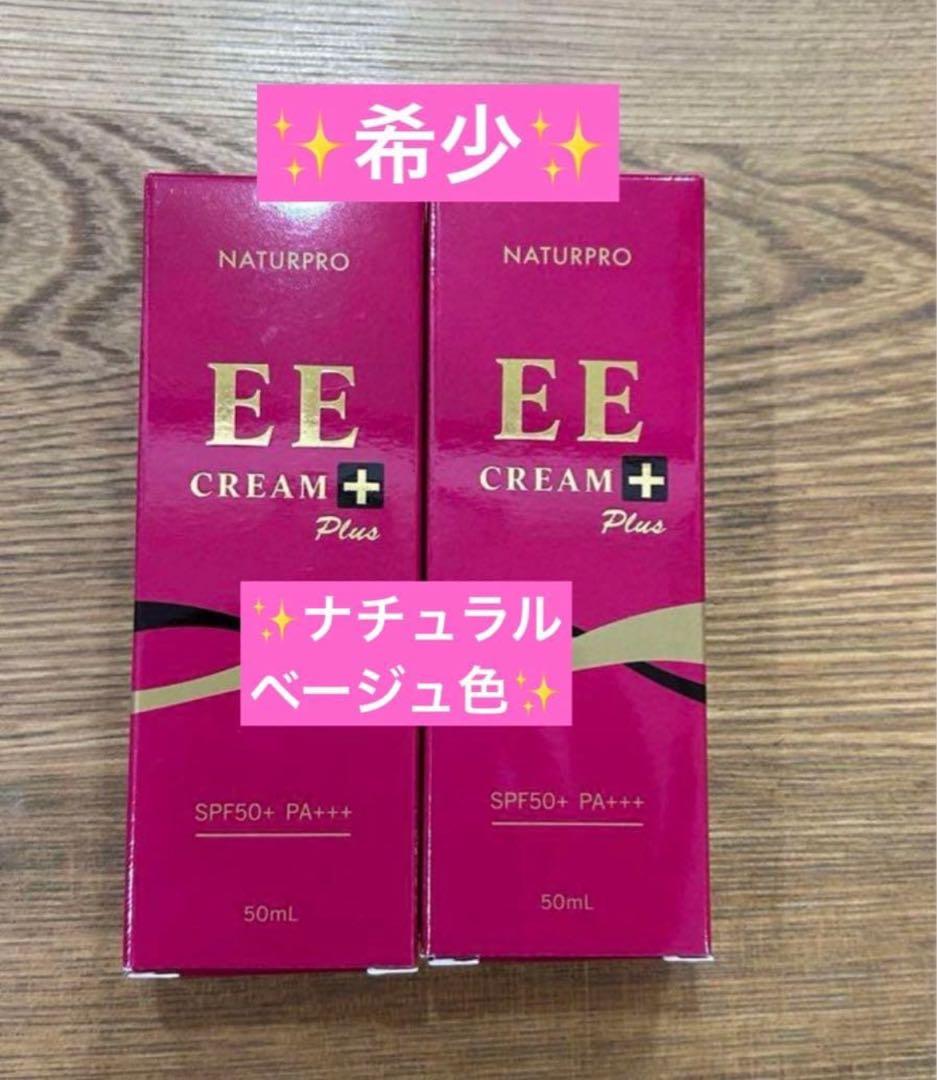 ✨希少✨
NATURPRO
EE
CREAM+
Plus
SPF50+ PA+++
50mL
NATURPRO
EE
CREAM+
Plus
SPF50+ PA+++
50mL
✨ナチュラル
ベージュ色✨